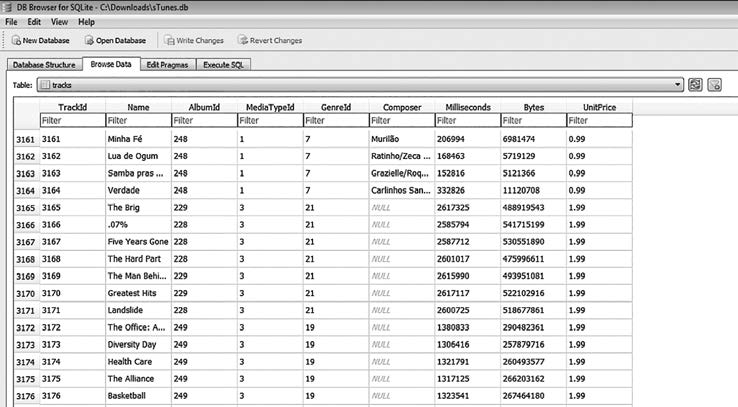 DB Browser for SQLite - C:\Downloads\sTunes.db
File Edit View Help
New Database Open Database Write Changes Revert Changes
Database Structure Browse Data Edit Pragmas Execute SQL
Table: tracks
TrackId Name AlbumId MediaTypeId GenreId Composer Milliseconds Bytes UnitPrice
Filter Filter Filter Filter Filter Filter Filter Filter Filter
3161 3161 Minha Fé 248 1 7 Murilão 206994 6981474 0.99
3162 3162 Lua de Ogum 248 1 7 Ratinho/Zeca ... 168463 5719129 0.99
3163 3163 Samba pras ... 248 1 7 Grazielle/Roq... 152816 5121366 0.99
3164 3164 Verdade 248 1 7 Carlinhos San... 332826 11120708 0.99
3165 3165 The Brig 229 3 21 NULL 2617325 488919543 1.99
3166 3166 .07% 228 3 21 NULL 2585794 541715199 1.99
3167 3167 Five Years Gone 228 3 21 NULL 2587712 530551890 1.99
3168 3168 The Hard Part 228 3 21 NULL 2601017 475996611 1.99
3169 3169 The Man Behi... 229 3 21 NULL 2615990 493951081 1.99
3170 3170 Greatest Hits 229 3 21 NULL 2617117 522102916 1.99
3171 3171 Landslide 228 3 21 NULL 2600725 518677861 1.99
3172 3172 The Office: A... 249 3 19 NULL 1380833 290482361 1.99
3173 3173 Diversity Day 249 3 19 NULL 1306416 257879716 1.99
3174 3174 Health Care 249 3 19 NULL 1321791 260493577 1.99
3175 3175 The Alliance 249 3 19 NULL 1317125 266203162 1.99
3176 3176 Basketball 249 3 19 NULL 1323541 267464180 1.99